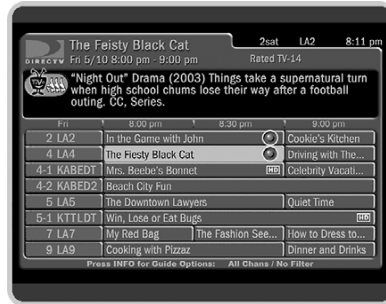 The Feisty Black Cat
2sat LA2 8:11 pm
DIRECTV Fri 5/10 8:00 pm - 9:00 pm Rated TV-14
TiVo "Night Out" Drama (2003) Things take a supernatural turn
when high school chums lose their way after a football
outing. CC, Series.
Fri 8:00 pm 8:30 pm 9:00 pm
2 LA2 In the Game with John Cookie's Kitchen
4 LA4 The Fiesty Black Cat Driving with The...
4-1 KABEDT Mrs. Beebe's Bonnet HD Celebrity Vacati...
4-2 KABED2 Beach City Fun
5 LA5 The Downtown Lawyers Quiet Time
5-1 KTTLDT Win, Lose or Eat Bugs HD
7 LA7 My Red Bag The Fashion See... How to Dress to...
9 LA9 Cooking with Pizzaz Dinner and Drinks
Press INFO for Guide Options: All Chans / No Filter